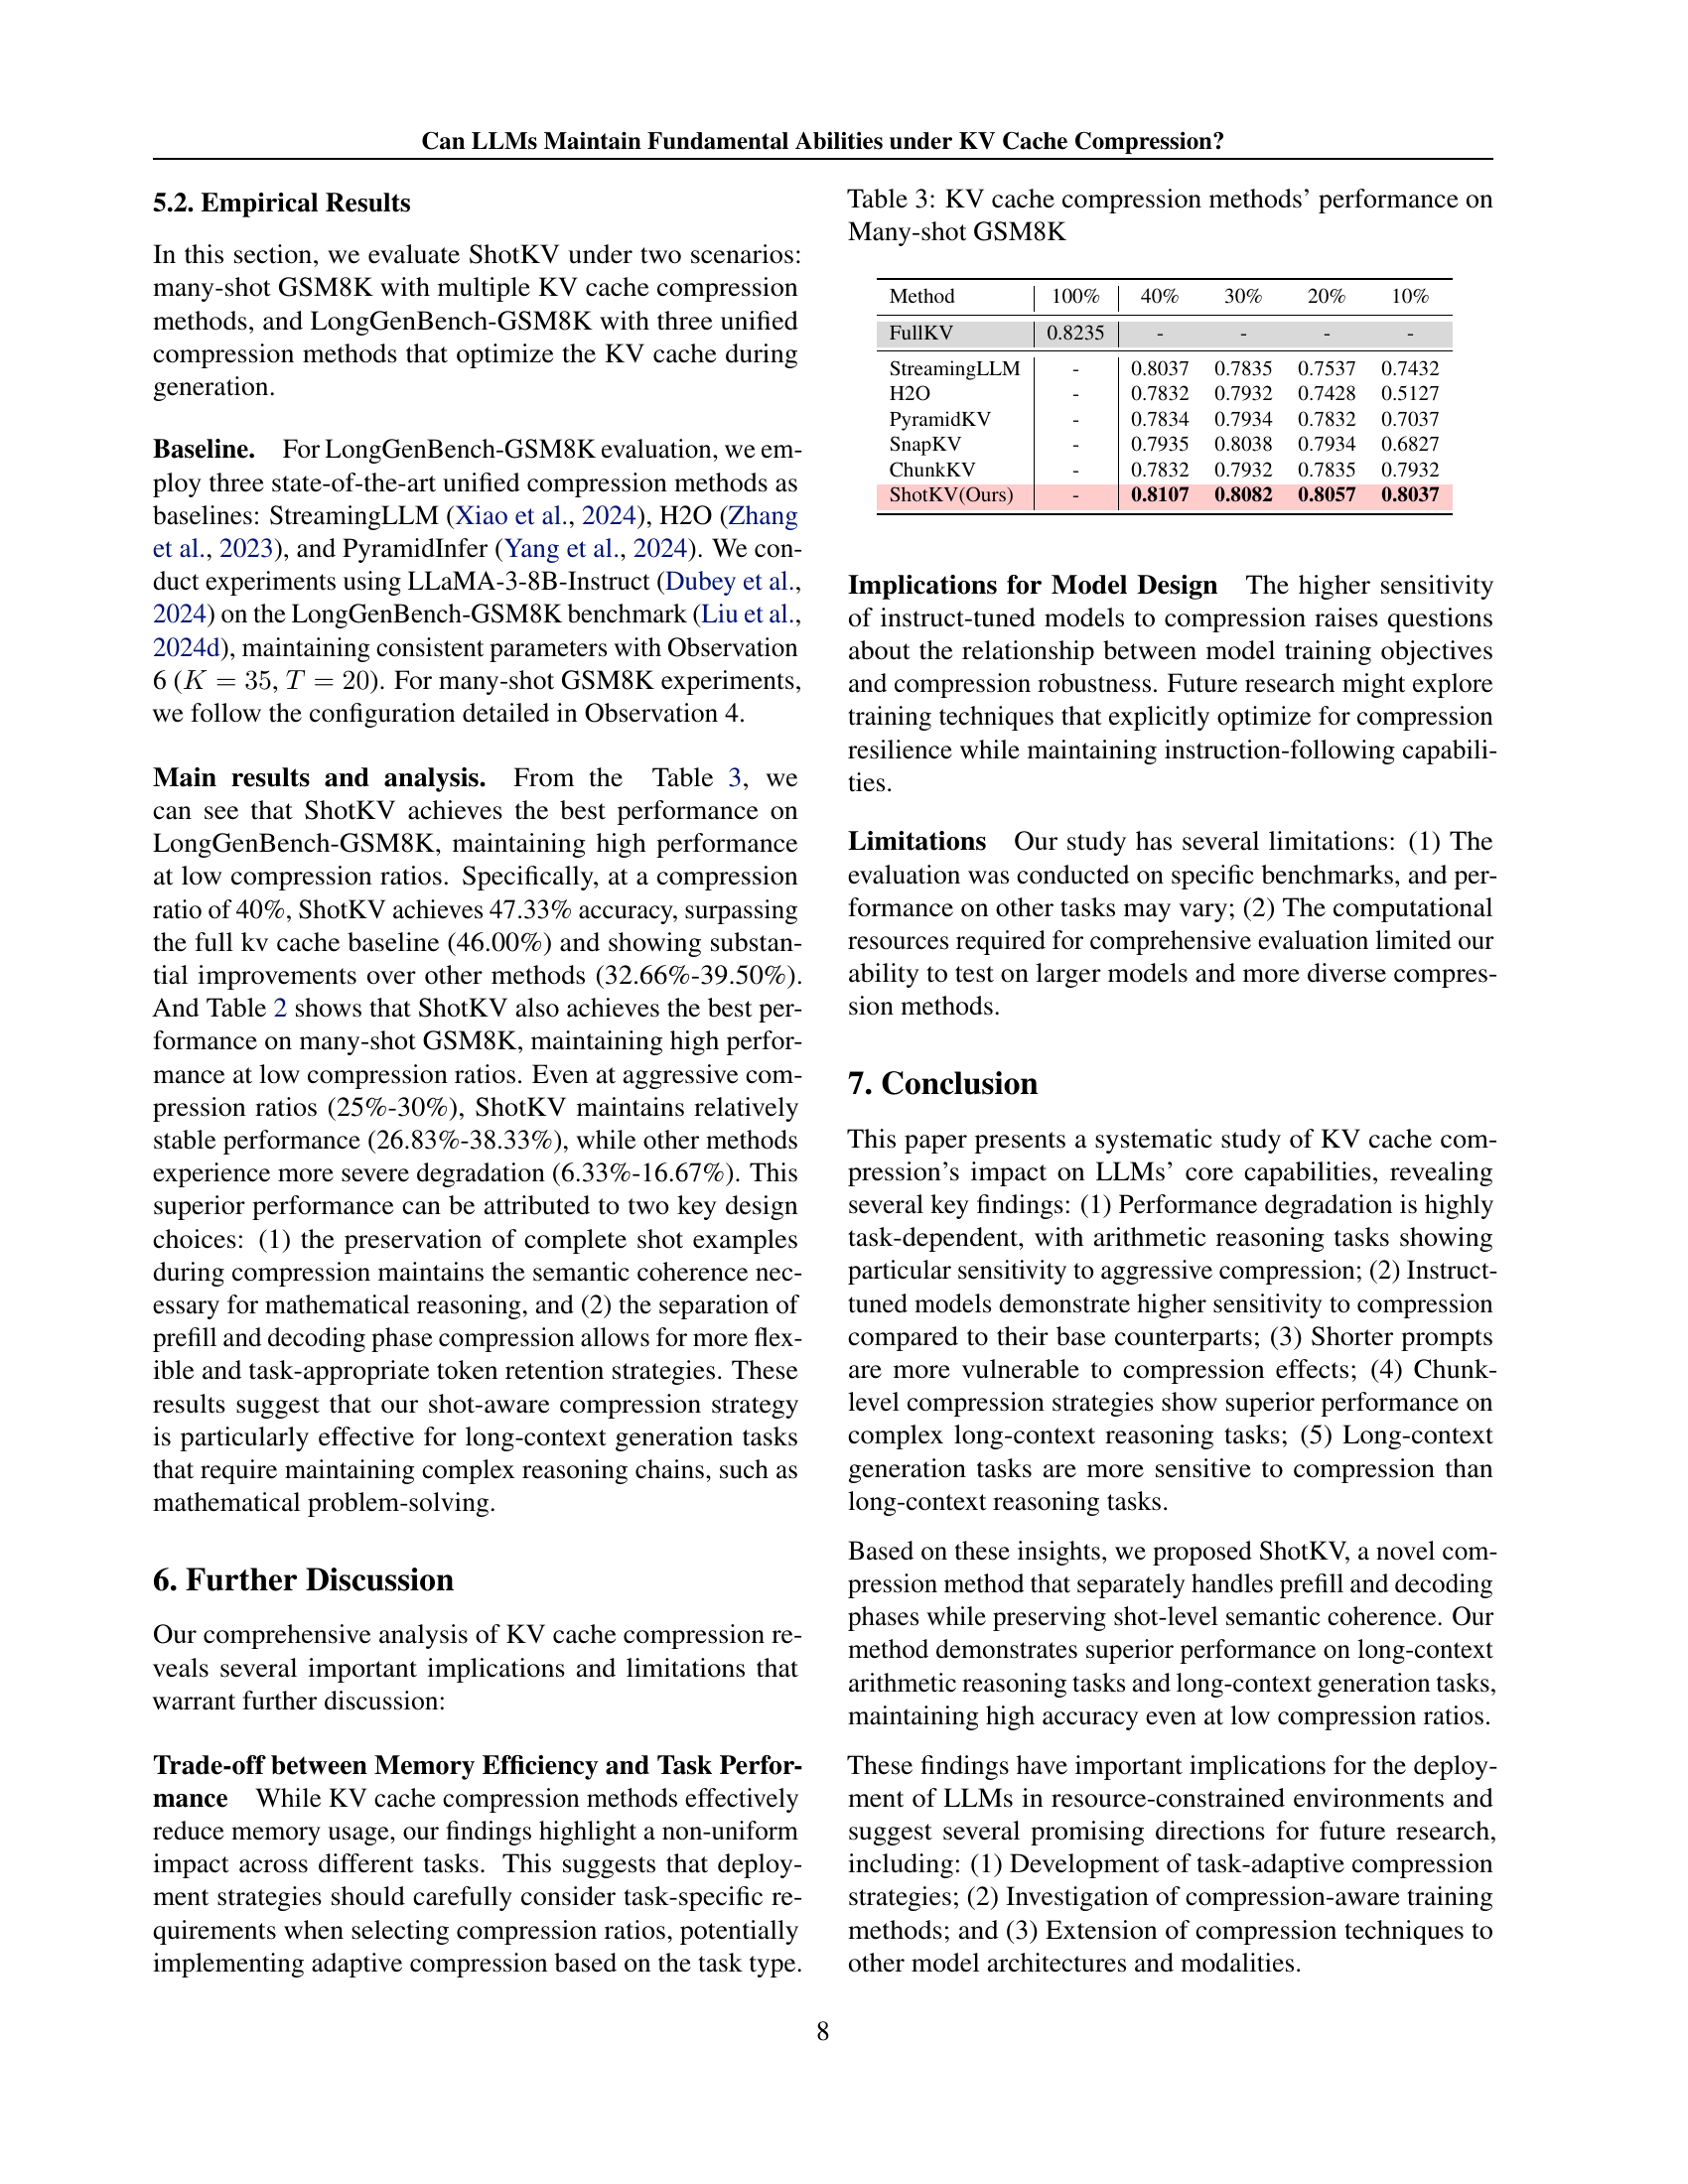 Can LLMs Maintain Fundamental Abilities under KV Cache Compression?
5.2. Empirical Results
In this section, we evaluate ShotKV under two scenarios:
many-shot GSM8K with multiple KV cache compression
methods, and LongGenBench-GSM8K with three unified
compression methods that optimize the KV cache during
generation.
Baseline. For LongGenBench-GSM8K evaluation, we em-
ploy three state-of-the-art unified compression methods as
baselines: StreamingLLM (Xiao et al., 2024), H2O (Zhang
et al., 2023), and PyramidInfer (Yang et al., 2024). We con-
duct experiments using LLaMA-3-8B-Instruct (Dubey et al.,
2024) on the LongGenBench-GSM8K benchmark (Liu et al.,
2024d), maintaining consistent parameters with Observation
6 (K = 35, T = 20). For many-shot GSM8K experiments,
we follow the configuration detailed in Observation 4.
Main results and analysis. From the Table 3, we
can see that ShotKV achieves the best performance on
LongGenBench-GSM8K, maintaining high performance
at low compression ratios. Specifically, at a compression
ratio of 40%, ShotKV achieves 47.33% accuracy, surpassing
the full kv cache baseline (46.00%) and showing substan-
tial improvements over other methods (32.66%-39.50%).
And Table 2 shows that ShotKV also achieves the best per-
formance on many-shot GSM8K, maintaining high perfor-
mance at low compression ratios. Even at aggressive com-
pression ratios (25%-30%), ShotKV maintains relatively
stable performance (26.83%-38.33%), while other methods
experience more severe degradation (6.33%-16.67%). This
superior performance can be attributed to two key design
choices: (1) the preservation of complete shot examples
during compression maintains the semantic coherence nec-
essary for mathematical reasoning, and (2) the separation of
prefill and decoding phase compression allows for more flex-
ible and task-appropriate token retention strategies. These
results suggest that our shot-aware compression strategy
is particularly effective for long-context generation tasks
that require maintaining complex reasoning chains, such as
mathematical problem-solving.
6. Further Discussion
Our comprehensive analysis of KV cache compression re-
veals several important implications and limitations that
warrant further discussion:
Trade-off between Memory Efficiency and Task Perfor-
mance While KV cache compression methods effectively
reduce memory usage, our findings highlight a non-uniform
impact across different tasks. This suggests that deploy-
ment strategies should carefully consider task-specific re-
quirements when selecting compression ratios, potentially
implementing adaptive compression based on the task type.
Table 3: KV cache compression methods' performance on
Many-shot GSM8K
Method 100% 40% 30% 20% 10%
FullKV 0.8235 - - - -
StreamingLLM - 0.8037 0.7835 0.7537 0.7432
H2O - 0.7832 0.7932 0.7428 0.5127
PyramidKV - 0.7834 0.7934 0.7832 0.7037
SnapKV - 0.7935 0.8038 0.7934 0.6827
ChunkKV - 0.7832 0.7932 0.7835 0.7932
ShotKV(Ours) - 0.8107 0.8082 0.8057 0.8037
Implications for Model Design The higher sensitivity
of instruct-tuned models to compression raises questions
about the relationship between model training objectives
and compression robustness. Future research might explore
training techniques that explicitly optimize for compression
resilience while maintaining instruction-following capabili-
ties.
Limitations Our study has several limitations: (1) The
evaluation was conducted on specific benchmarks, and per-
formance on other tasks may vary; (2) The computational
resources required for comprehensive evaluation limited our
ability to test on larger models and more diverse compres-
sion methods.
7. Conclusion
This paper presents a systematic study of KV cache com-
pression's impact on LLMs' core capabilities, revealing
several key findings: (1) Performance degradation is highly
task-dependent, with arithmetic reasoning tasks showing
particular sensitivity to aggressive compression; (2) Instruct-
tuned models demonstrate higher sensitivity to compression
compared to their base counterparts; (3) Shorter prompts
are more vulnerable to compression effects; (4) Chunk-
level compression strategies show superior performance on
complex long-context reasoning tasks; (5) Long-context
generation tasks are more sensitive to compression than
long-context reasoning tasks.
Based on these insights, we proposed ShotKV, a novel com-
pression method that separately handles prefill and decoding
phases while preserving shot-level semantic coherence. Our
method demonstrates superior performance on long-context
arithmetic reasoning tasks and long-context generation tasks,
maintaining high accuracy even at low compression ratios.
These findings have important implications for the deploy-
ment of LLMs in resource-constrained environments and
suggest several promising directions for future research,
including: (1) Development of task-adaptive compression
strategies; (2) Investigation of compression-aware training
methods; and (3) Extension of compression techniques to
other model architectures and modalities.
8